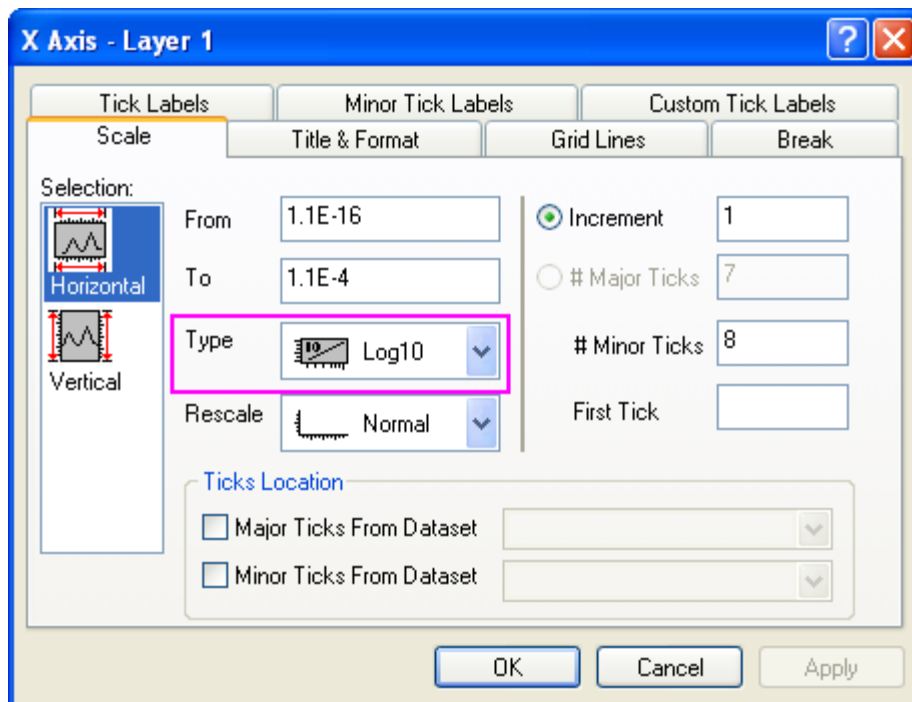 X Axis - Layer 1
Tick Labels
Minor Tick Labels
Custom Tick Labels
Scale
Title & Format
Grid Lines
Break
Selection:
Horizontal
Vertical
From 1.1E-16
To 1.1E-4
Type 10 Log10
Rescale Normal
Increment 1
# Major Ticks 7
# Minor Ticks 8
First Tick
Ticks Location
Major Ticks From Dataset
Minor Ticks From Dataset
OK
Cancel
Apply